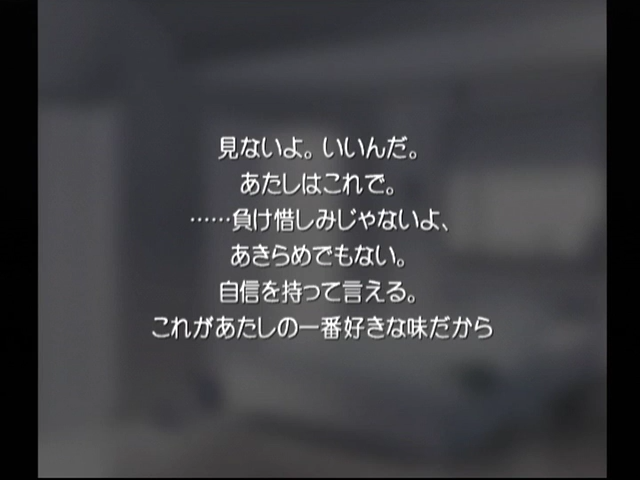 見ないよ。いいんだ。
あたしはこれで。
……負け惜しみじゃないよ、
あきらめでもない。
自信を持って言える。
これがあたしの一番好きな味だから